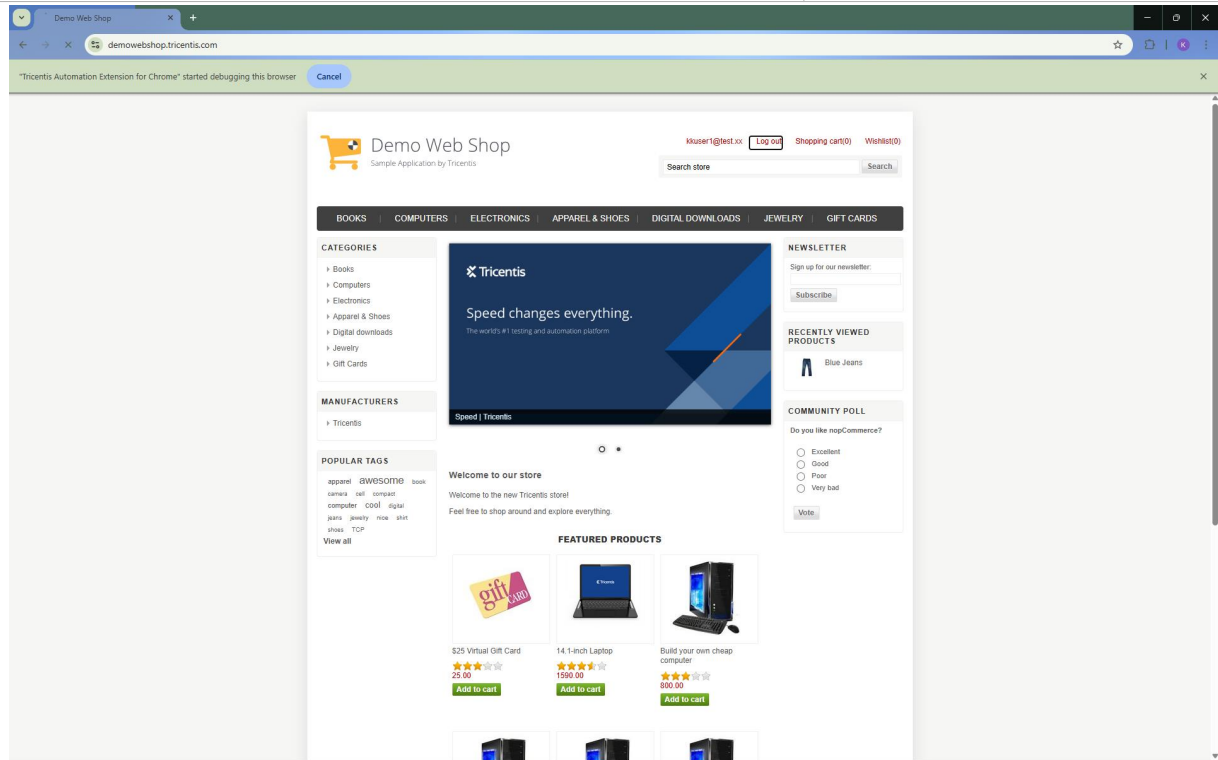 Demo Web Shop
demowebshop.tricentis.com
K
"Tricentis Automation Extension for Chrome" started debugging this browser Cancel
Demo Web Shop
Sample Application by Tricentis
kkuser1@test.xx Log out Shopping cart(0) Wishlist(0)
Search store Search
BOOKS | COMPUTERS | ELECTRONICS | APPAREL & SHOES | DIGITAL DOWNLOADS | JEWELRY | GIFT CARDS
CATEGORIES
Books
Computers
Electronics
Apparel & Shoes
Digital downloads
Jewelry
Gift Cards
MANUFACTURERS
Tricentis
POPULAR TAGS
apparel awesome book
camera cell compact
computer cool digital
jeans jewelry nice shirt
shoes TCP
View all
Tricentis
Speed changes everything.
The world's #1 testing and automation platform
Speed | Tricentis
Welcome to our store
Welcome to the new Tricentis store!
Feel free to shop around and explore everything.
FEATURED PRODUCTS
gift CARD
Tricentis
$25 Virtual Gift Card
25.00
Add to cart
14.1-inch Laptop
1590.00
Add to cart
Build your own cheap
computer
800.00
Add to cart
NEWSLETTER
Sign up for our newsletter:
Subscribe
RECENTLY VIEWED
PRODUCTS
Blue Jeans
COMMUNITY POLL
Do you like nopCommerce?
Excellent
Good
Poor
Very bad
Vote